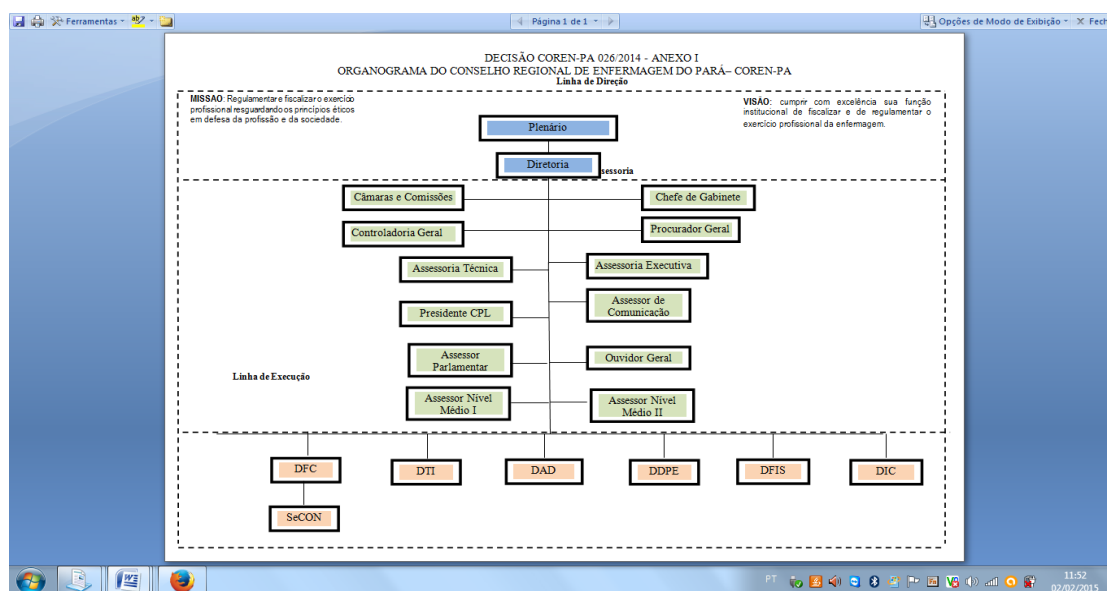 Ferramentas
Página 1 de 1
Opções de Modo de Exibição
Fech
DECISÃO COREN-PA 026/2014 - ANEXO I
ORGANOGRAMA DO CONSELHO REGIONAL DE ENFERMAGEM DO PARÁ– COREN-PA
Linha de Direção
MISSAO: Regulamentar e fiscalizar o exercício
profissional resguardando os princípios éticos
em defesa da profissão e da sociedade.
VISÃO: cumprir com excelência sua função
institucional de fiscalizar e de regulamentar o
exercício profissional da enfermagem.
Plenário
Diretoria
sessoria
Câmaras e Comissões
Chefe de Gabinete
Controladoria Geral
Procurador Geral
Assessoria Técnica
Assessoria Executiva
Presidente CPL
Assessor de
Comunicação
Assessor
Parlamentar
Ouvidor Geral
Linha de Execução
Assessor Nível
Médio I
Assessor Nível
Médio II
DFC
DTI
DAD
DDPE
DFIS
DIC
SeCON
PT
11:52
02/02/2015